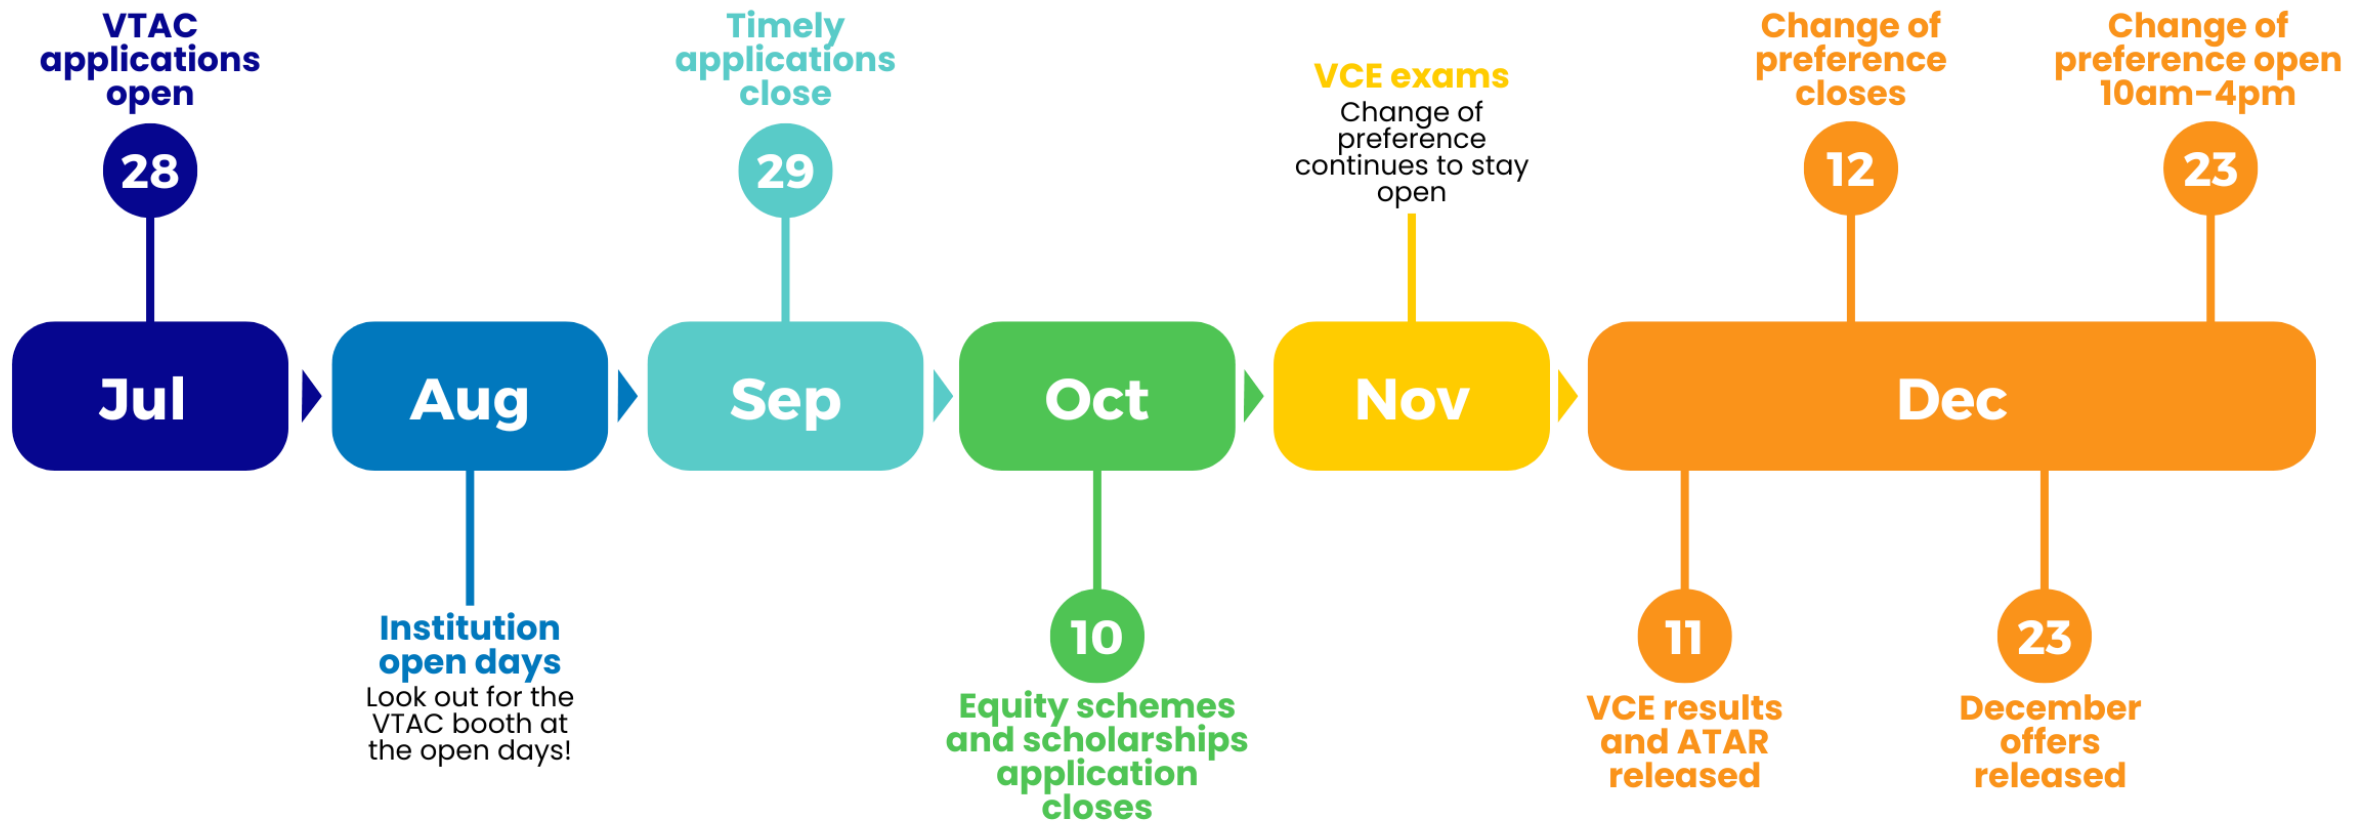 VTAC
applications
open
28
Timely
applications
close
29
VCE exams
Change of
preference
continues to stay
open
Change of
preference
closes
12
Change of
preference open
10am-4pm
23
Jul
Aug
Sep
Oct
Nov
Dec
Institution
open days
Look out for the
VTAC booth at
the open days!
10
Equity schemes
and scholarships
application
closes
11
VCE results
and ATAR
released
23
December
offers
released